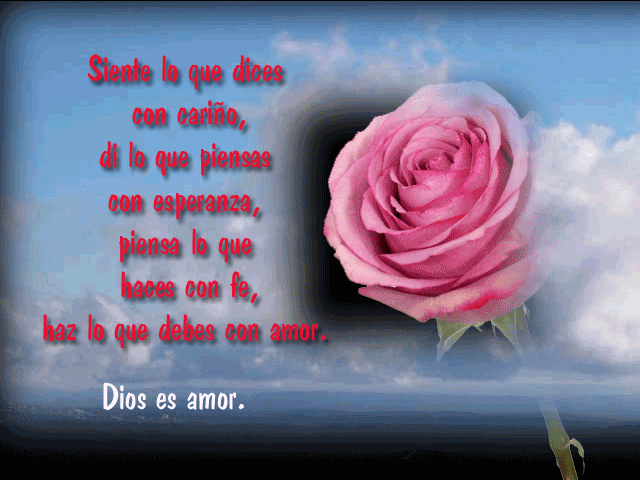 Siente lo que dices
con cariño,
di lo que piensas
con esperanza,
piensa lo que
haces con fe,
haz lo que debes con amor.
Dios es amor.